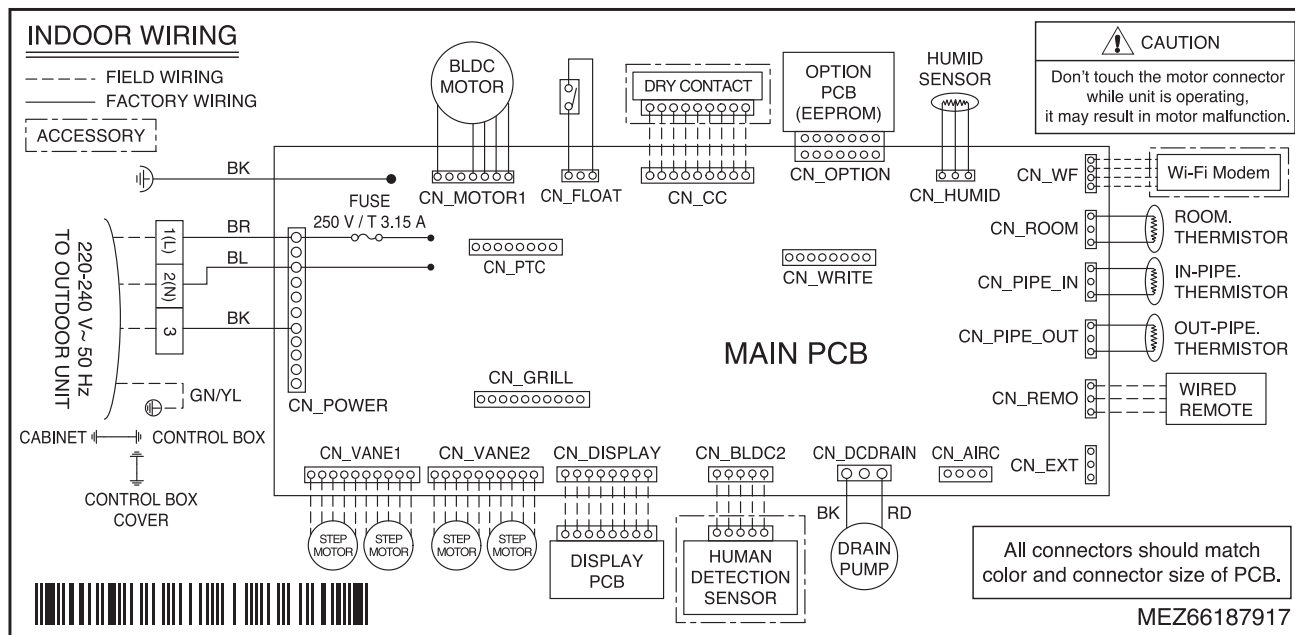 INDOOR WIRING
FIELD WIRING
FACTORY WIRING
ACCESSORY
BLDC
MOTOR
DRY CONTACT
OPTION
PCB
(EEPROM)
HUMID
SENSOR
CAUTION
Don't touch the motor connector
while unit is operating,
it may result in motor malfunction.
BK
CN_MOTOR1
CN_FLOAT
CN_CC
CN_OPTION
CN_HUMID
CN_WF
Wi-Fi Modem
FUSE
250 V / T 3.15 A
BR
1(L)
BL
2(N)
BK
3
220-240 V~ 50 Hz
TO OUTDOOR UNIT
CN_PTC
CN_WRITE
CN_ROOM
ROOM.
THERMISTOR
CN_PIPE_IN
IN-PIPE.
THERMISTOR
CN_PIPE_OUT
OUT-PIPE.
THERMISTOR
MAIN PCB
CN_GRILL
CN_POWER
GN/YL
CN_REMO
WIRED
REMOTE
CABINET
CONTROL BOX
CONTROL BOX
COVER
CN_VANE1
CN_VANE2
CN_DISPLAY
CN_BLDC2
CN_DCDRAIN
CN_AIRC
CN_EXT
BK
RD
STEP
MOTOR
STEP
MOTOR
STEP
MOTOR
STEP
MOTOR
DISPLAY
PCB
HUMAN
DETECTION
SENSOR
DRAIN
PUMP
All connectors should match
color and connector size of PCB.
MEZ66187917